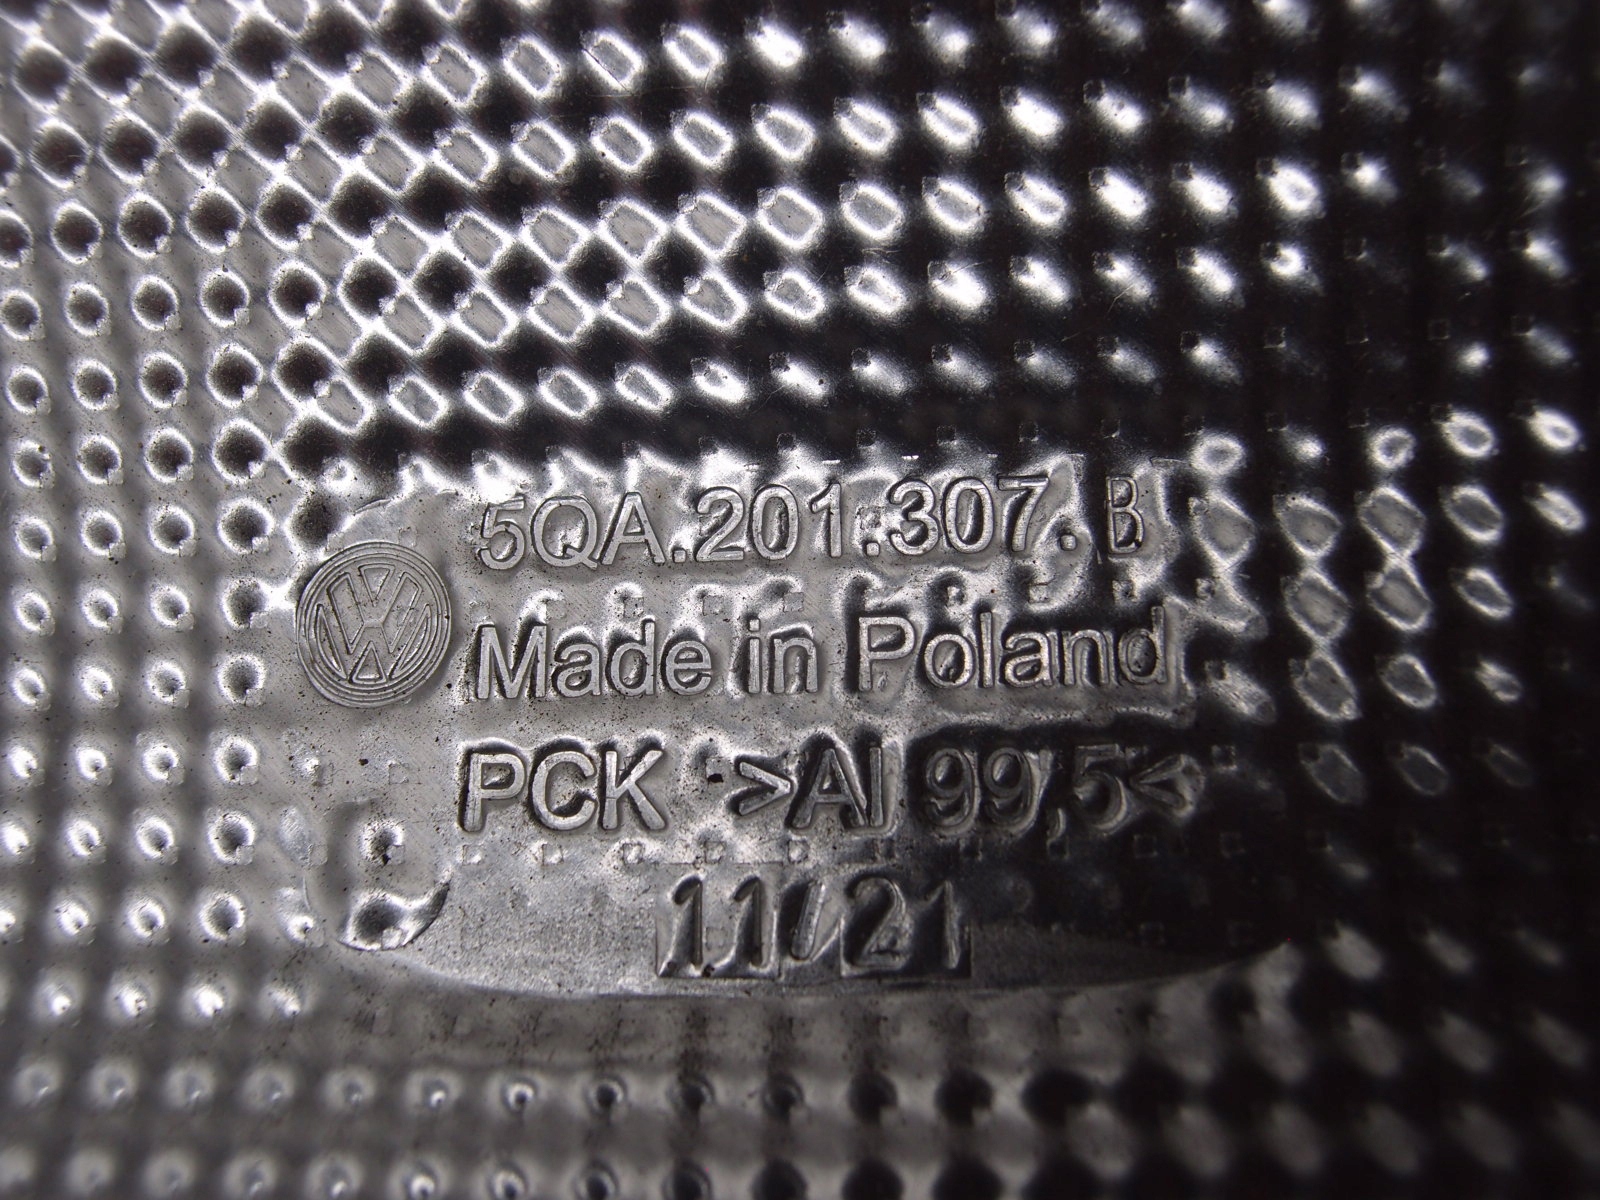 5QA.201.307.B
Made in Poland
PCK >Al 99,5<
11/21